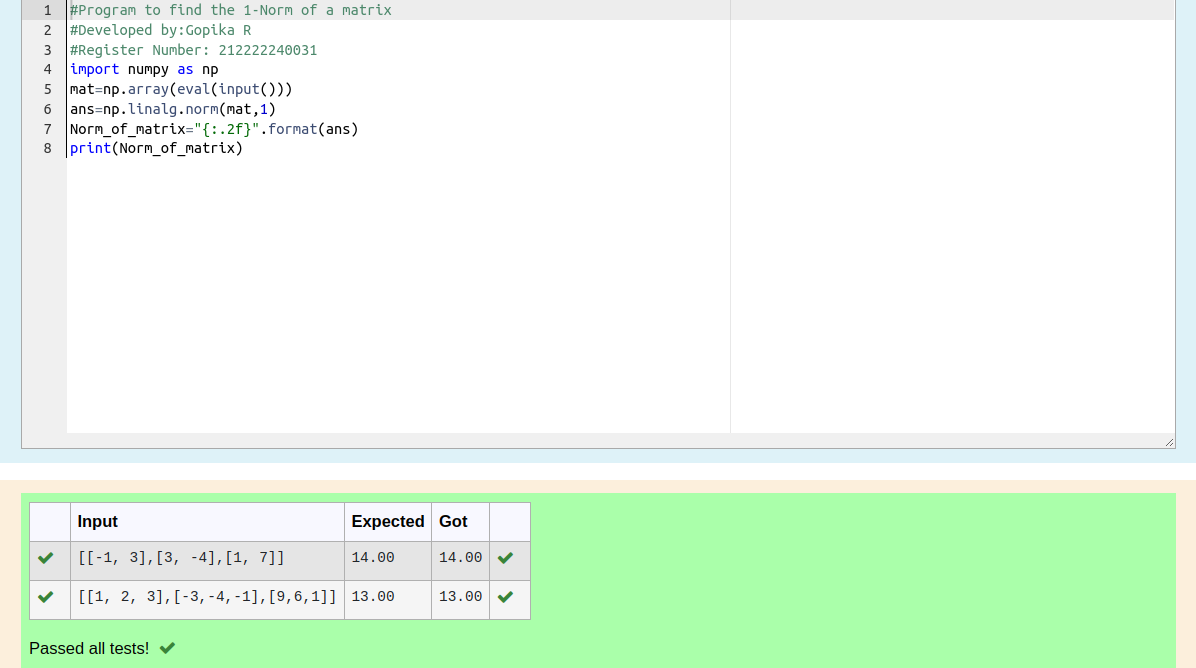 1 #Program to find the 1-Norm of a matrix
2 #Developed by:Gopika R
3 #Register Number: 212222240031
4 import numpy as np
5 mat=np.array(eval(input()))
6 ans=np.linalg.norm(mat,1)
7 Norm_of_matrix="{:.2f}".format(ans)
8 print(Norm_of_matrix)
Input Expected Got
[[-1, 3],[3, -4],[1, 7]] 14.00 14.00
[[1, 2, 3],[-3,-4,-1],[9,6,1]] 13.00 13.00
Passed all tests!